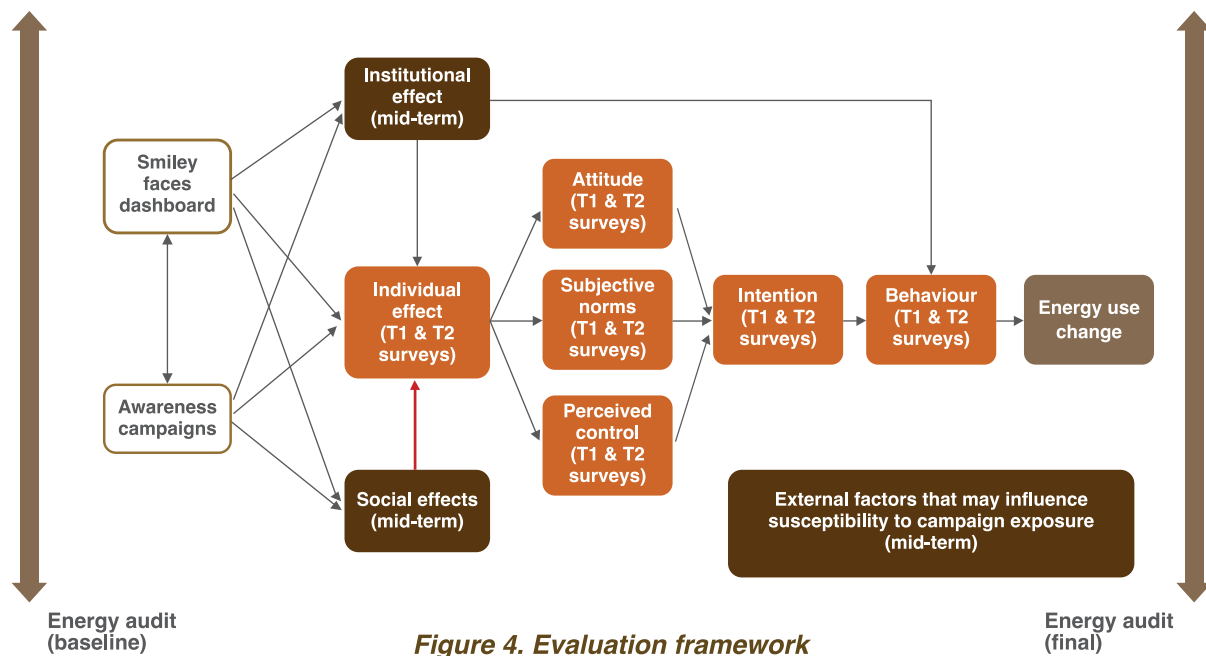 Institutional
effect
(mid-term)
Smiley
faces
dashboard
Awareness
campaigns
Individual
effect
(T1 & T2
surveys)
Social effects
(mid-term)
Attitude
(T1 & T2
surveys)
Subjective
norms
(T1 & T2
surveys)
Perceived
control
(T1 & T2
surveys)
Intention
(T1 & T2
surveys)
Behaviour
(T1 & T2
surveys)
Energy use
change
External factors that may influence
susceptibility to campaign exposure
(mid-term)
Energy audit
(baseline)
Energy audit
(final)
Figure 4. Evaluation framework